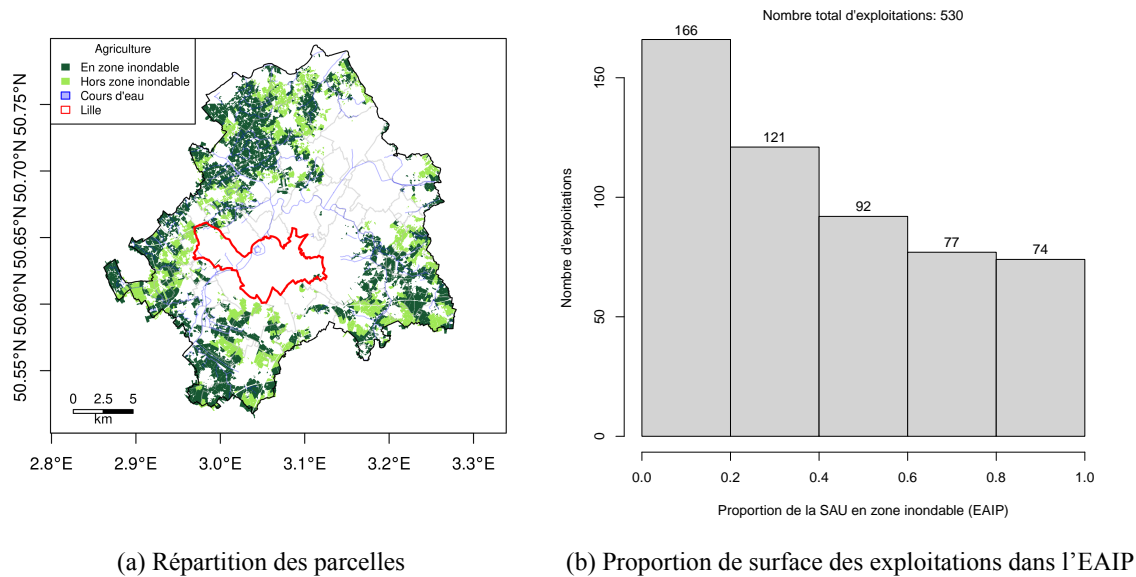 Agriculture
En zone inondable
Hors zone inondable
Cours d'eau
Lille
50.55°N 50.60°N 50.65°N 50.70°N 50.75°N
0 2.5 5
km
2.8°E 2.9°E 3.0°E 3.1°E 3.2°E 3.3°E
(a) Répartition des parcelles
Nombre total d'exploitations: 530
166
121
92
77
74
Nombre d'exploitations
0 50 100 150
0.0 0.2 0.4 0.6 0.8 1.0
Proportion de la SAU en zone inondable (EAIP)
(b) Proportion de surface des exploitations dans l'EAIP